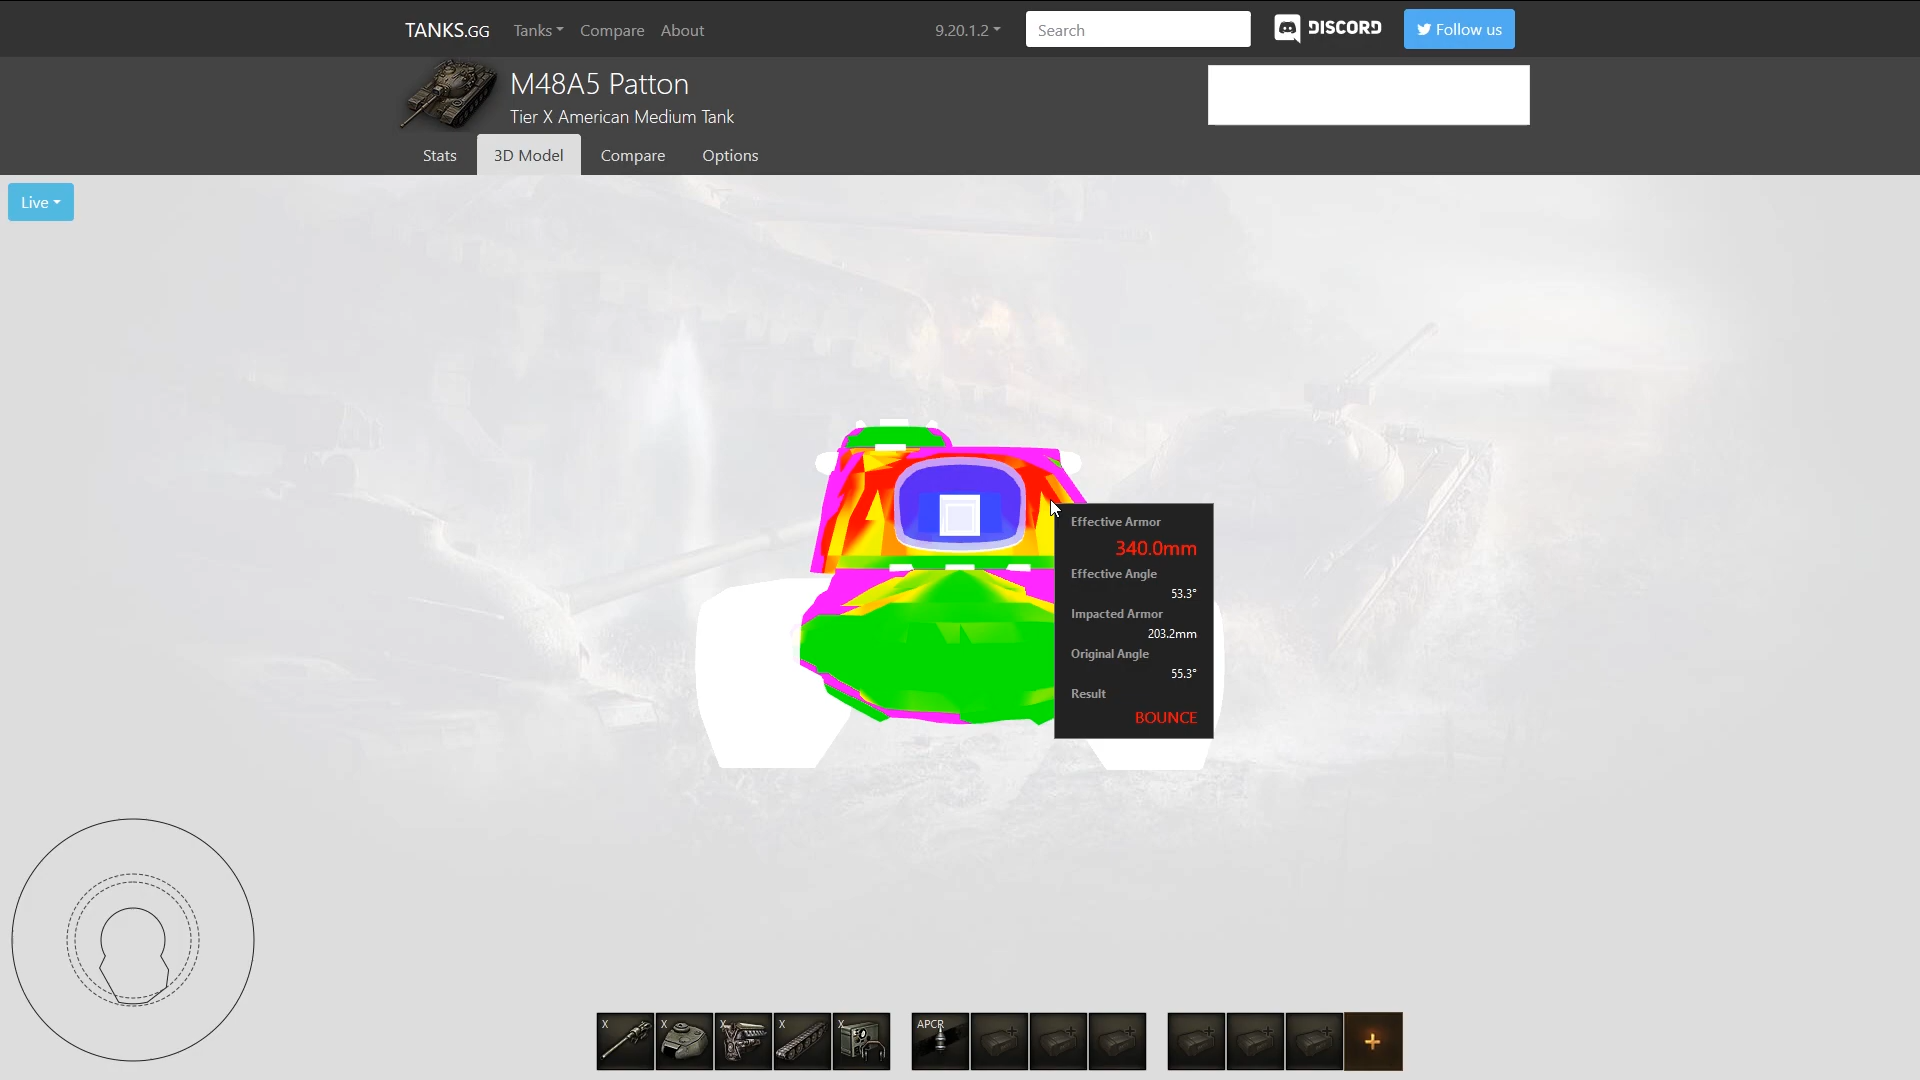 TANKS.GG Tanks Compare About 9.20.1.2 Search DISCORD Follow us
M48A5 Patton
Tier X American Medium Tank
Stats 3D Model Compare Options
Live
Effective Armor
340.0mm
Effective Angle
53.3°
Impacted Armor
203.2mm
Original Angle
55.3°
Result
BOUNCE
X X X X X APCR